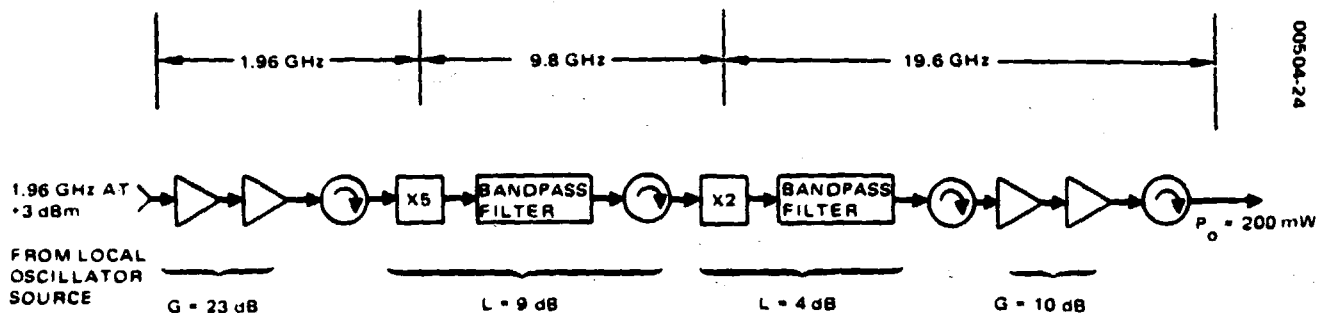 1.96 GHz
9.8 GHz
19.6 GHz
00504-24
1.96 GHz AT
+3 dBm
X5
BANDPASS
FILTER
X2
BANDPASS
FILTER
P₀ = 200 mW
FROM LOCAL
OSCILLATOR
SOURCE
G = 23 dB
L = 9 dB
L = 4 dB
G = 10 dB